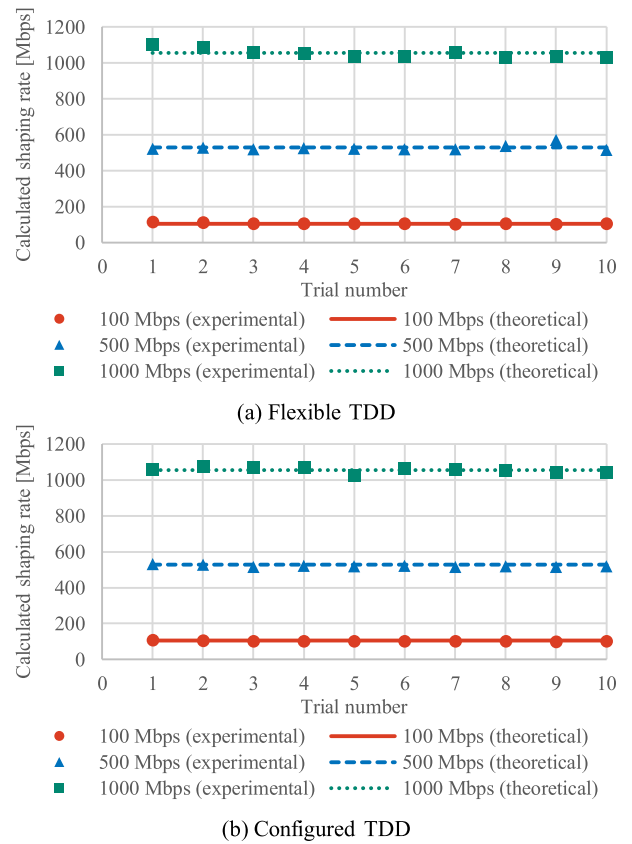 1200
1000
800
600
400
200
0
Calculated shaping rate [Mbps]
0 1 2 3 4 5 6 7 8 9 10
Trial number
100 Mbps (experimental) 100 Mbps (theoretical)
500 Mbps (experimental) 500 Mbps (theoretical)
1000 Mbps (experimental) 1000 Mbps (theoretical)
(a) Flexible TDD
1200
1000
800
600
400
200
0
Calculated shaping rate [Mbps]
0 1 2 3 4 5 6 7 8 9 10
Trial number
100 Mbps (experimental) 100 Mbps (theoretical)
500 Mbps (experimental) 500 Mbps (theoretical)
1000 Mbps (experimental) 1000 Mbps (theoretical)
(b) Configured TDD